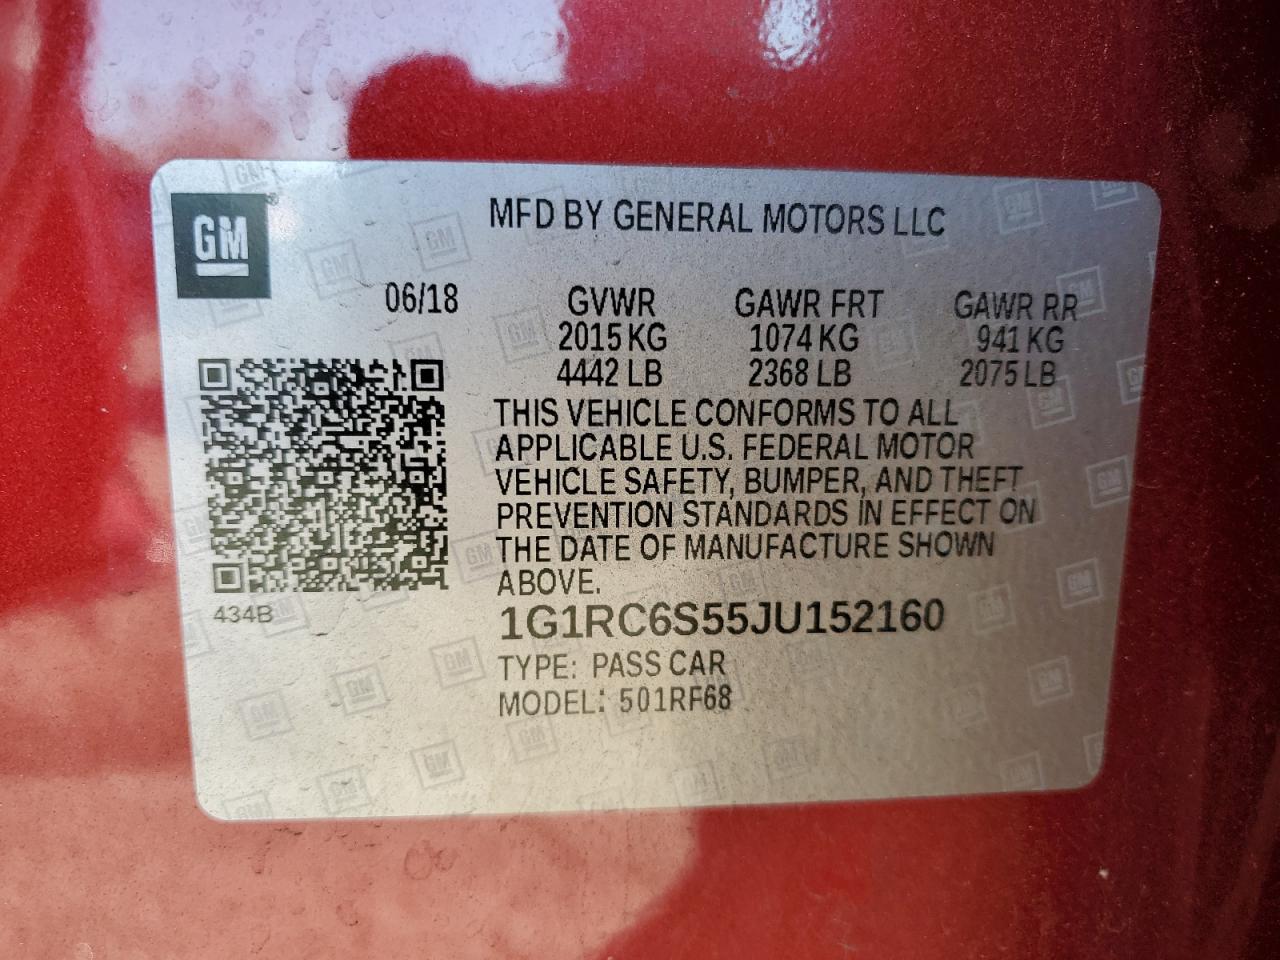 GM
MFD BY GENERAL MOTORS LLC
06/18 GVWR GAWR FRT GAWR RR
2015 KG 1074 KG 941 KG
4442 LB 2368 LB 2075 LB
THIS VEHICLE CONFORMS TO ALL
APPLICABLE U.S. FEDERAL MOTOR
VEHICLE SAFETY, BUMPER, AND THEFT
PREVENTION STANDARDS IN EFFECT ON
THE DATE OF MANUFACTURE SHOWN
ABOVE.
434B
1G1RC6S55JU152160
TYPE: PASS CAR
MODEL: 501RF68